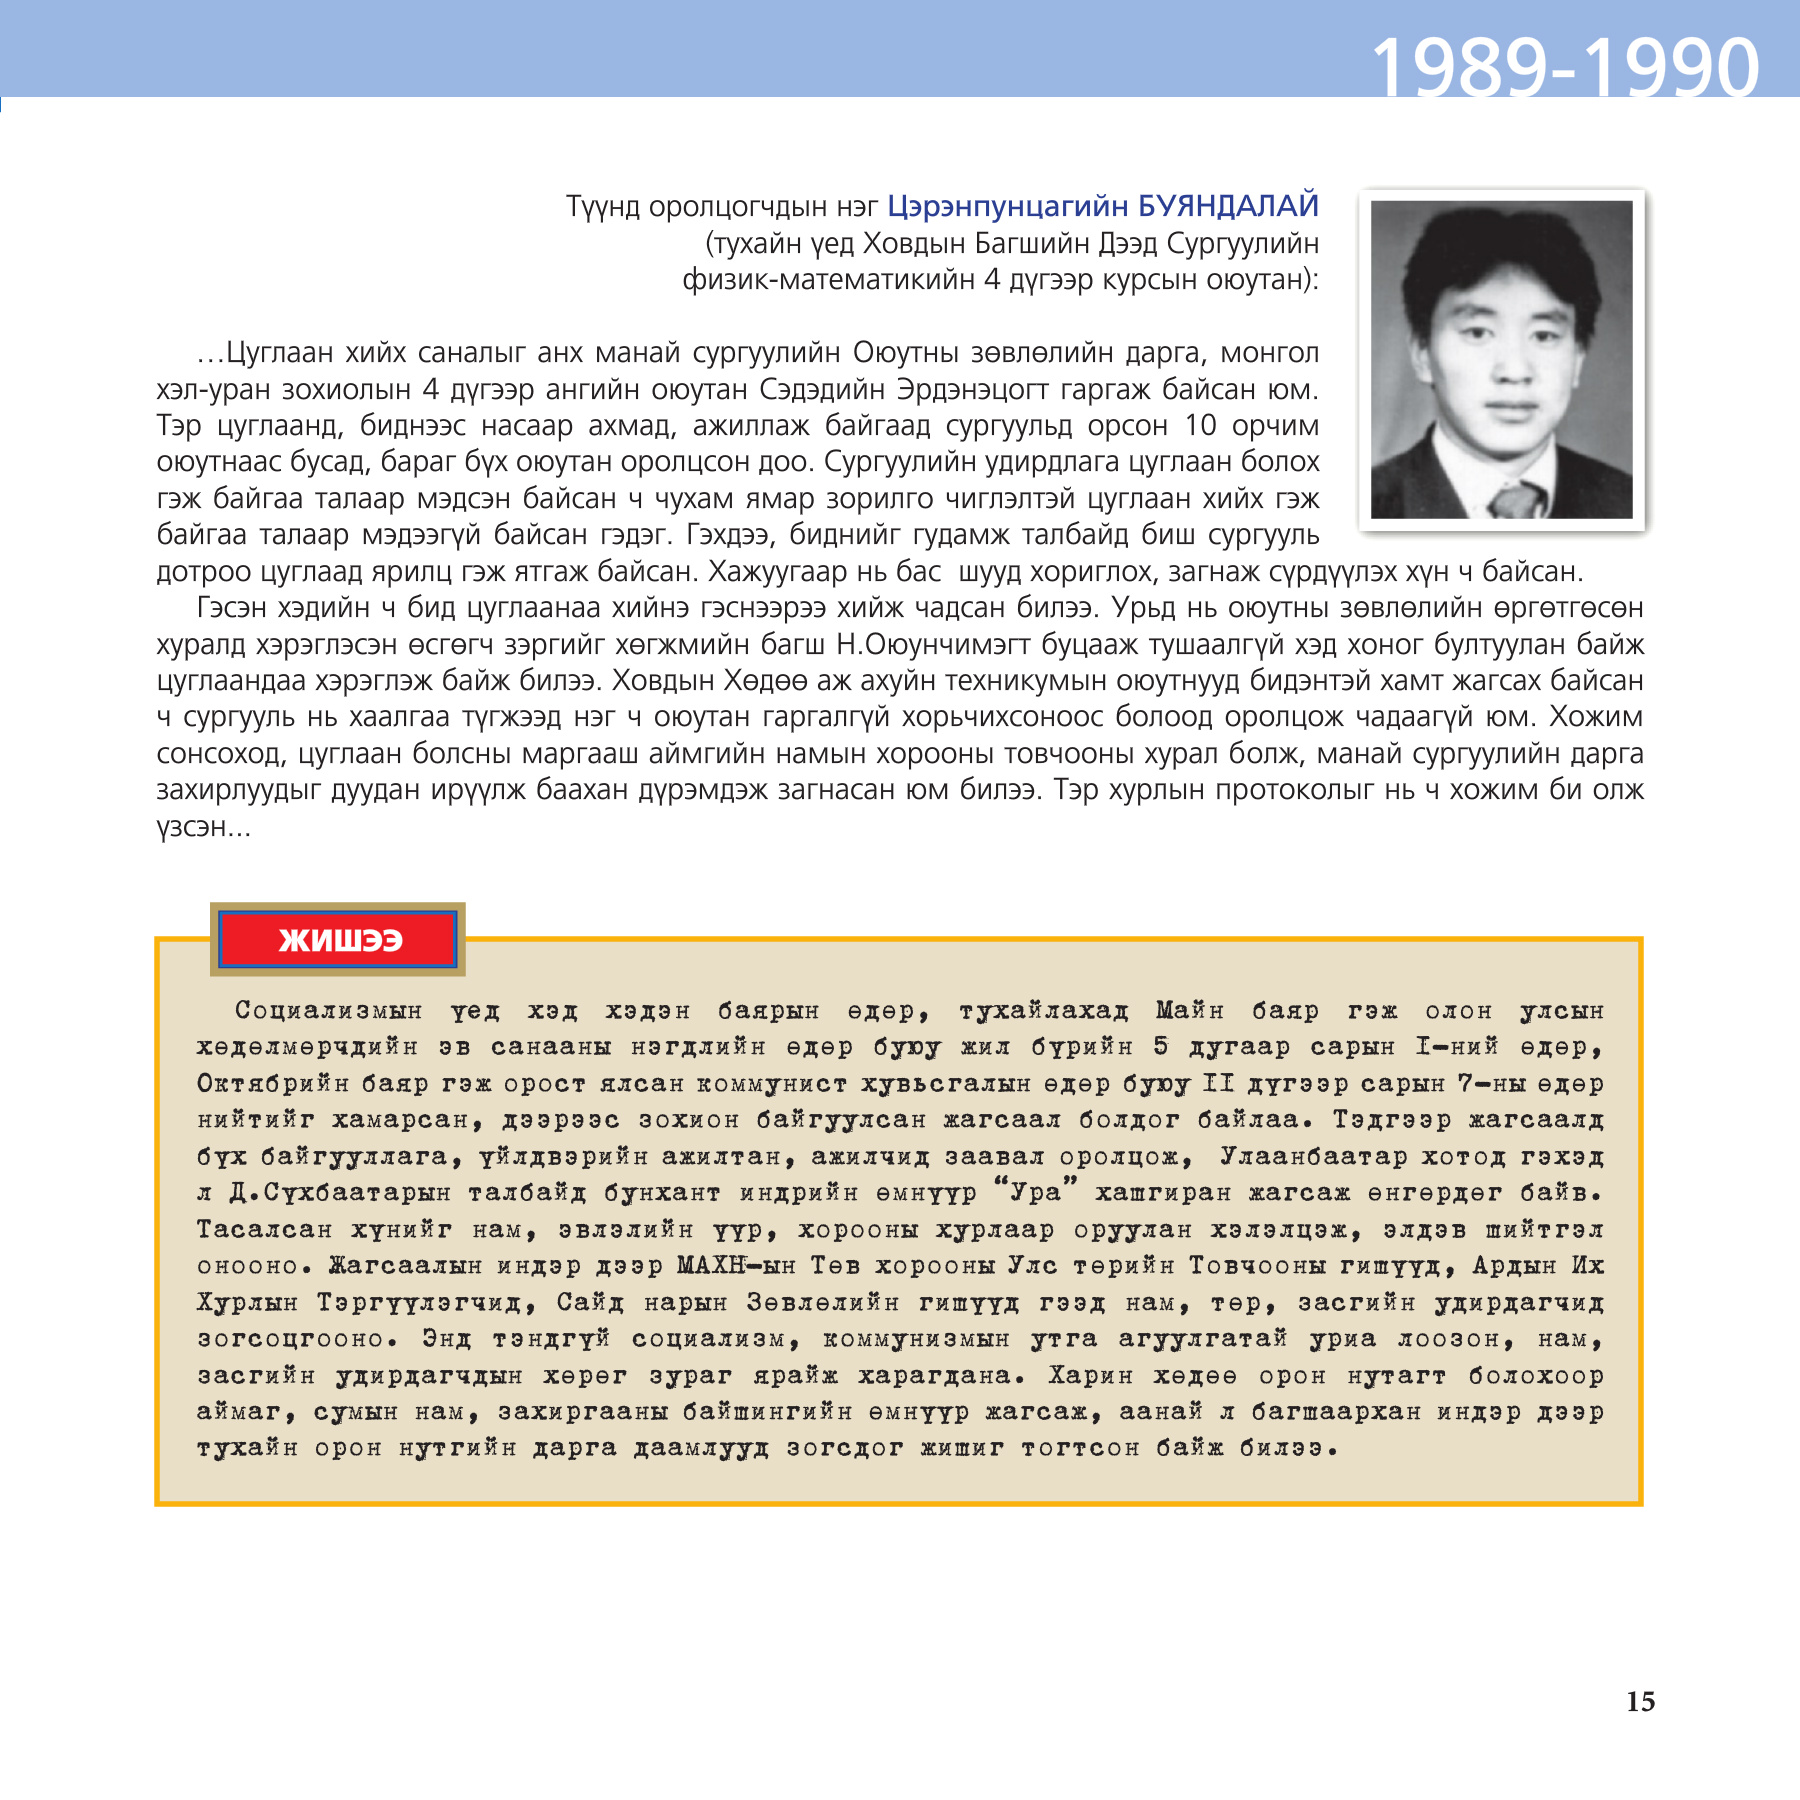 1989-1990
Түүнд оролцогчдын нэг Цэрэнпунцагийн БУЯНДАЛАЙ
(тухайн үед Ховдын Багшийн Дээд Сургуулийн
физик-математикийн 4 дүгээр курсын оюутан):
...Цуглаан хийх саналыг анх манай сургуулийн Оюутны зөвлөлийн дарга, монгол
хэл-уран зохиолын 4 дүгээр ангийн оюутан Сэдэдийн Эрдэнэцогт гаргаж байсан юм.
Тэр цуглаанд, биднээс насаар ахмад, ажиллаж байгаад сургуульд орсон 10 орчим
оюутнаас бусад, бараг бүх оюутан оролцсон доо. Сургуулийн удирдлага цуглаан болох
гэж байгаа талаар мэдсэн байсан ч чухам ямар зорилго чиглэлтэй цуглаан хийх гэж
байгаа талаар мэдээгүй байсан гэдэг. Гэхдээ, биднийг гудамж талбайд биш сургууль
дотроо цуглаад ярилц гэж ятгаж байсан. Хажуугаар нь бас шууд хориглох, загнаж сүрдүүлэх хүн ч байсан.
Гэсэн хэдийн ч бид цуглаанаа хийнэ гэснээрээ хийж чадсан билээ. Урьд нь оюутны зөвлөлийн өргөтгөсөн
хуралд хэрэглэсэн өсгөгч зэргийг хөгжмийн багш Н.Оюунчимэгт буцааж тушаалгүй хэд хоног бултуулан байж
цуглаандаа хэрэглэж байж билээ. Ховдын Хөдөө аж ахуйн техникумын оюутнууд бидэнтэй хамт жагсах байсан
ч сургууль нь хаалгаа түгжээд нэг ч оюутан гаргалгүй хорьчихсоноос болоод оролцож чадаагүй юм. Хожим
сонсоход, цуглаан болсны маргааш аймгийн намын хорооны товчооны хурал болж, манай сургуулийн дарга
захирлуудыг дуудан ирүүлж баахан дүрэмдэж загнасан юм билээ. Тэр хурлын протоколыг нь ч хожим би олж
үзсэн...
ЖИШЭЭ
Социализмын үед хэд хэдэн баярын өдөр, тухайлахад Майн баяр гэж олон улсын
хөдөлмөрчдийн эв санааны нэгдлийн өдөр буюу жил бүрийн 5 дугаар сарын I-ний өдөр,
Октябрийн баяр гэж орост ялсан коммунист хувьсгалын өдөр буюу II дүгээр сарын 7-ны өдөр
нийтийг хамарсан, дээрээс зохион байгуулсан жагсаал болдог байлаа. Тэдгээр жагсаалд
бүх байгууллага, үйлдвэрийн ажилтан, ажилчид заавал оролцож, Улаанбаатар хотод гэхэд
л Д.Сүхбаатарын талбайд бунхант индрийн өмнүүр “Ура” хашгиран жагсаж өнгөрдөг байв.
Тасалсан хүнийг нам, эвлэлийн үүр, хорооны хурлаар оруулан хэлэлцэж, элдэв шийтгэл
онооно. Жагсаалын индэр дээр МАХН-ын Төв хорооны Улс төрийн Товчооны гишүүд, Ардын Их
Хурлын Тэргүүлэгчид, Сайд нарын Зөвлөлийн гишүүд гээд нам, төр, засгийн удирдагчид
зогсоцгооно. Энд тэндгүй социализм, коммунизмын утга агуулгатай уриа лоозон, нам,
засгийн удирдагчдын хөрөг зураг ярайж харагдана. Харин хөдөө орон нутагт болохоор
аймаг, сумын нам, захиргааны байшингийн өмнүүр жагсаж, аанай л багшаархан индэр дээр
тухайн орон нутгийн дарга даамлууд зогсдог жишиг тогтсон байж билээ.
15